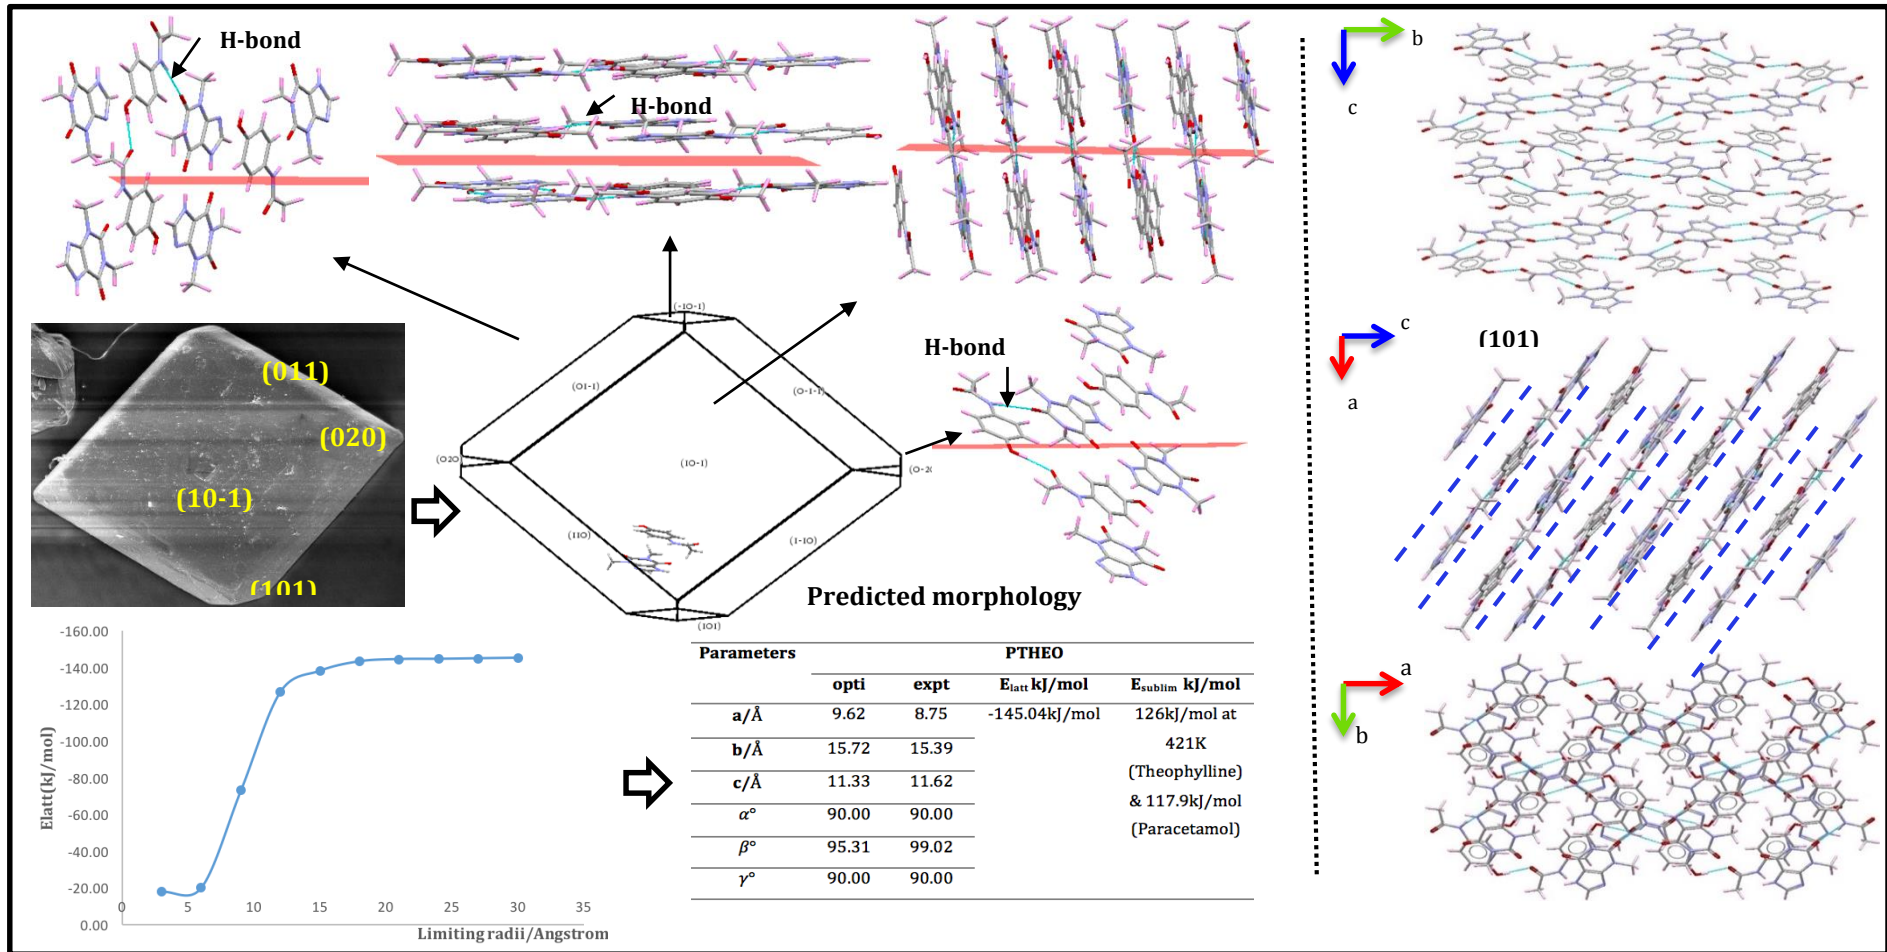 H-bond
H-bond
b
c
(-10-1)
(01-1)
(0-1-1)
(020)
(10-1)
(110)
(1-10)
(101)
H-bond
(011)
(020)
(10-1)
(101)
Predicted morphology
c
a
(101)
a
b
-160.00
-140.00
-120.00
-100.00
-80.00
-60.00
-40.00
-20.00
0.00
0 5 10 15 20 25 30 35
Elatt(kJ/mol)
Limiting radii/Angstrom
Parameters PTHEO
opti expt Elatt kJ/mol Esublim kJ/mol
a/Å 9.62 8.75 -145.04kJ/mol 126kJ/mol at
b/Å 15.72 15.39 421K
(Theophylline)
c/Å 11.33 11.62
& 117.9kJ/mol
α° 90.00 90.00
(Paracetamol)
β° 95.31 99.02
γ° 90.00 90.00